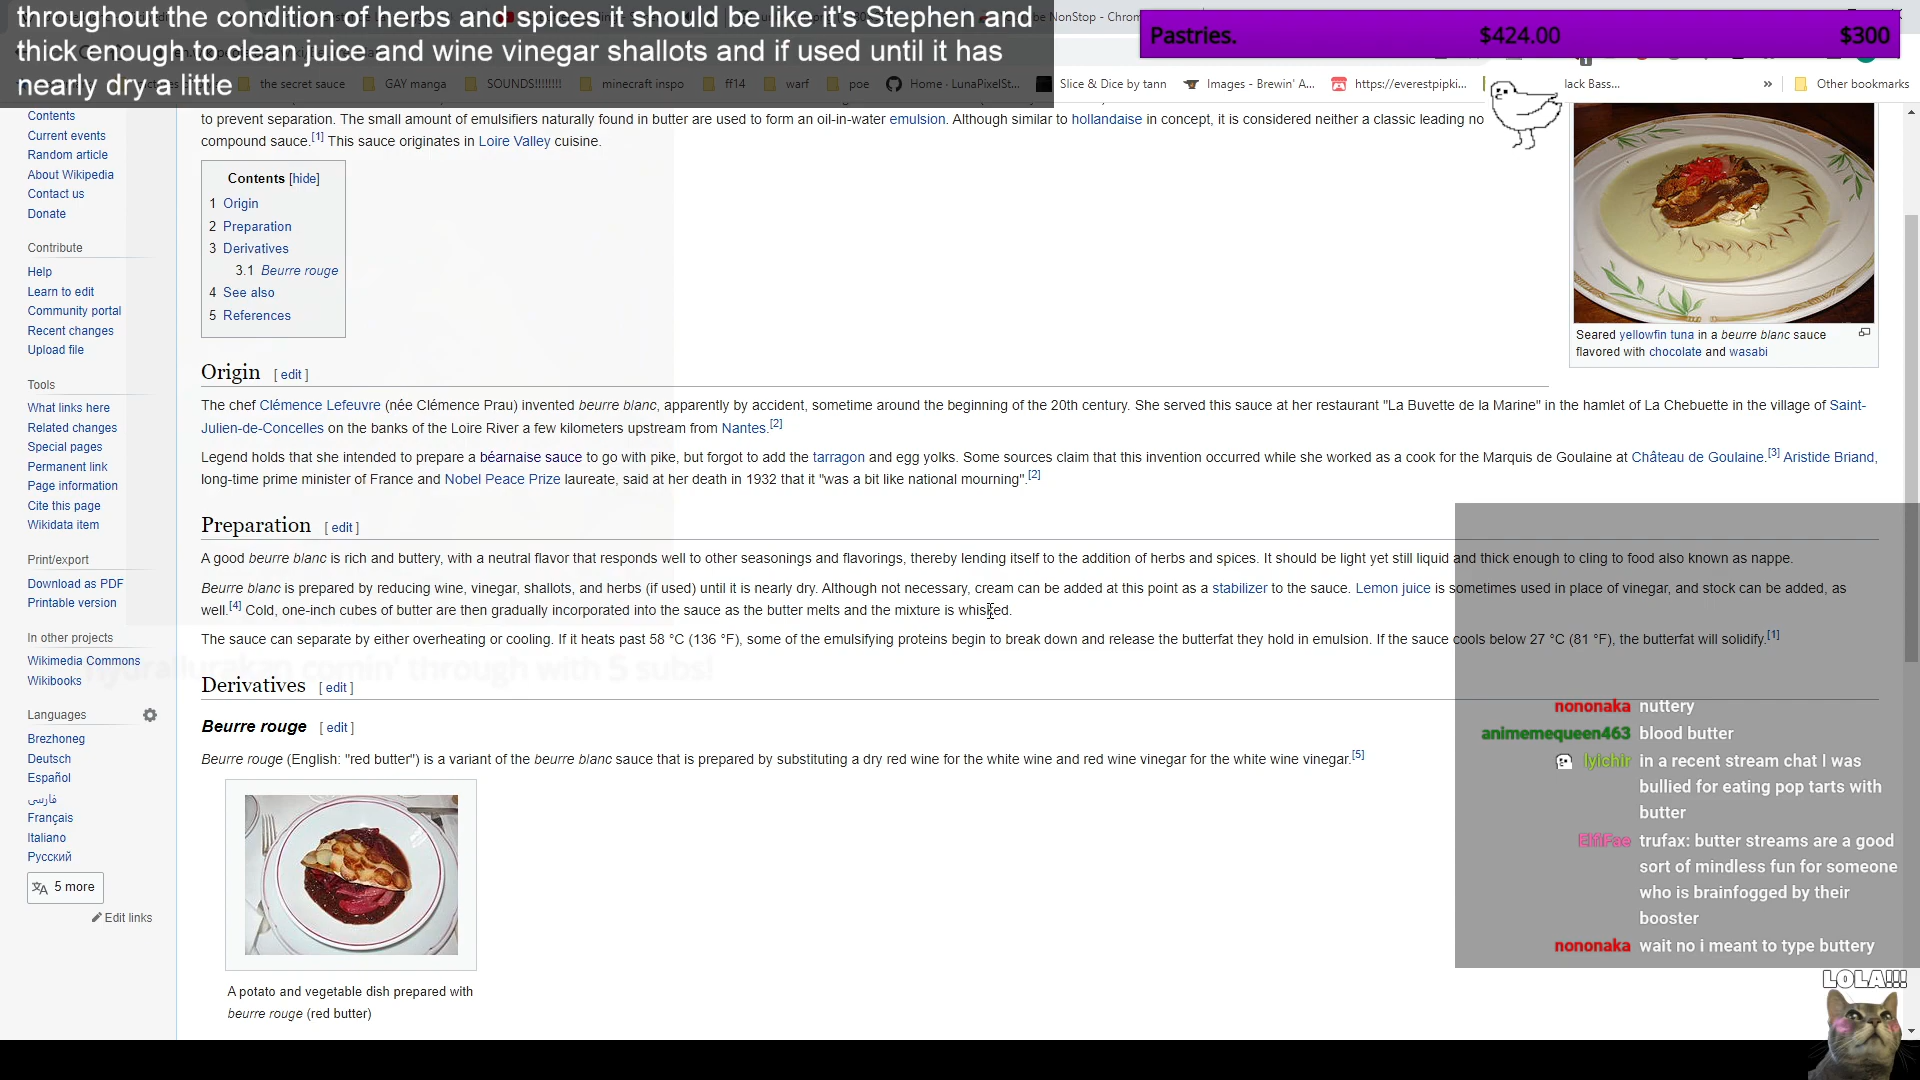 throughout the condition of herbs and spices it should be like it's Stephen and
thick enough to clean juice and wine vinegar shallots and if used until it has
nearly dry a little
be NonStop - Chrom
Pastries. $424.00 $300
the secret sauce
GAY manga
SOUNDS!!!!!!!!
minecraft inspo
ff14
warf
poe
Home · LunaPixelSt...
Slice & Dice by tann
Images - Brewin' A...
https://everestpipki...
lack Bass...
»
Other bookmarks
Contents
Current events
Random article
About Wikipedia
Contact us
Donate
Contribute
Help
Learn to edit
Community portal
Recent changes
Upload file
Tools
What links here
Related changes
Special pages
Permanent link
Page information
Cite this page
Wikidata item
Print/export
Download as PDF
Printable version
In other projects
Wikimedia Commons
Wikibooks
Languages
Brezhoneg
Deutsch
Español
فارسی
Français
Italiano
Русский
5 more
Edit links
to prevent separation. The small amount of emulsifiers naturally found in butter are used to form an oil-in-water emulsion. Although similar to hollandaise in concept, it is considered neither a classic leading no
compound sauce.[1] This sauce originates in Loire Valley cuisine.
Contents [hide]
1 Origin
2 Preparation
3 Derivatives
3.1 Beurre rouge
4 See also
5 References
Seared yellowfin tuna in a beurre blanc sauce
flavored with chocolate and wasabi
Origin [ edit ]
The chef Clémence Lefeuvre (née Clémence Prau) invented beurre blanc, apparently by accident, sometime around the beginning of the 20th century. She served this sauce at her restaurant "La Buvette de la Marine" in the hamlet of La Chebuette in the village of Saint-
Julien-de-Concelles on the banks of the Loire River a few kilometers upstream from Nantes.[2]
Legend holds that she intended to prepare a béarnaise sauce to go with pike, but forgot to add the tarragon and egg yolks. Some sources claim that this invention occurred while she worked as a cook for the Marquis de Goulaine at Château de Goulaine.[3] Aristide Briand,
long-time prime minister of France and Nobel Peace Prize laureate, said at her death in 1932 that it "was a bit like national mourning".[2]
Preparation [ edit ]
A good beurre blanc is rich and buttery, with a neutral flavor that responds well to other seasonings and flavorings, thereby lending itself to the addition of herbs and spices. It should be light yet still liquid and thick enough to cling to food also known as nappe.
Beurre blanc is prepared by reducing wine, vinegar, shallots, and herbs (if used) until it is nearly dry. Although not necessary, cream can be added at this point as a stabilizer to the sauce. Lemon juice is sometimes used in place of vinegar, and stock can be added, as
well.[4] Cold, one-inch cubes of butter are then gradually incorporated into the sauce as the butter melts and the mixture is whisked.
The sauce can separate by either overheating or cooling. If it heats past 58 °C (136 °F), some of the emulsifying proteins begin to break down and release the butterfat they hold in emulsion. If the sauce cools below 27 °C (81 °F), the butterfat will solidify.[1]
hydrallurakan comin' through with 5 subs!
Derivatives [ edit ]
Beurre rouge [ edit ]
Beurre rouge (English: "red butter") is a variant of the beurre blanc sauce that is prepared by substituting a dry red wine for the white wine and red wine vinegar for the white wine vinegar.[5]
A potato and vegetable dish prepared with
beurre rouge (red butter)
nononaka nuttery
animemequeen463 blood butter
lyichir in a recent stream chat I was
bullied for eating pop tarts with
butter
ElfiFae trufax: butter streams are a good
sort of mindless fun for someone
who is brainfogged by their
booster
nononaka wait no i meant to type buttery
LOLA!!!